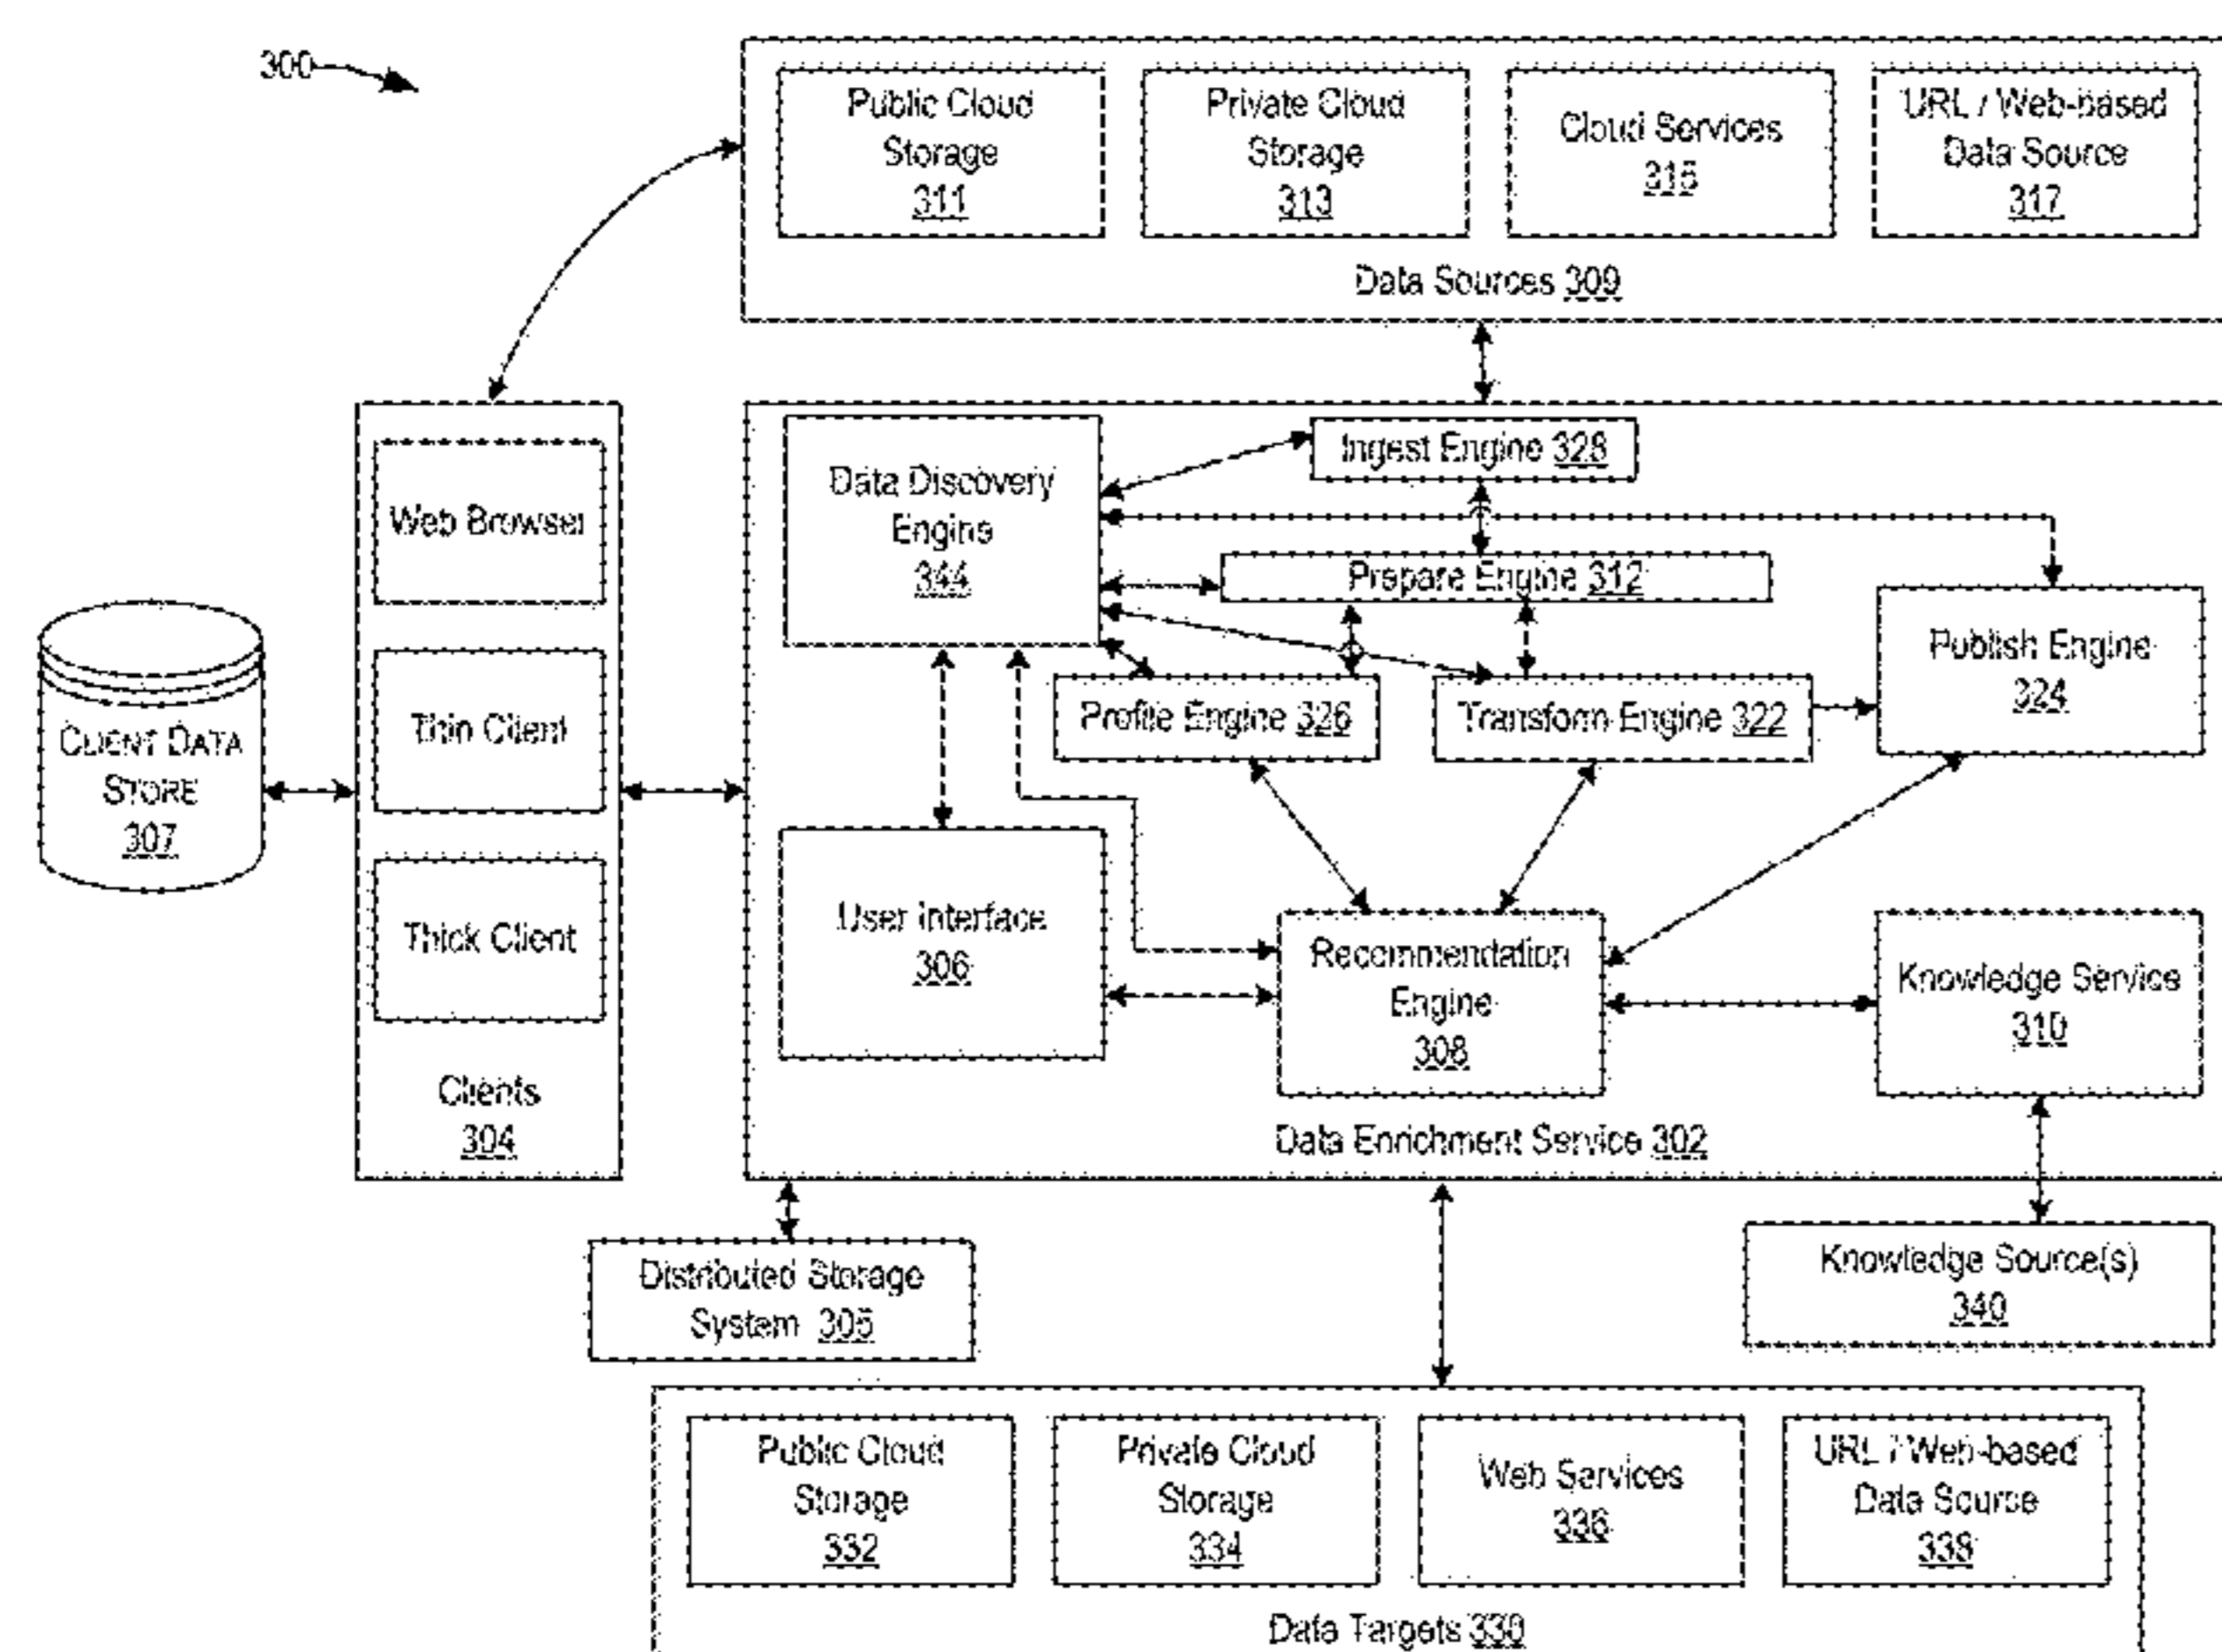 300
Public Cloud
Storage
311
Private Cloud
Storage
313
Cloud Services
315
URL / Web-based
Data Source
317
Data Sources 309
Web Browser
Thin Client
Thick Client
Clients
304
CLIENT DATA
STORE
307
Data Discovery
Engine
344
Ingest Engine 328
Prepare Engine 312
Profile Engine 326
Transform Engine 322
Publish Engine
324
User Interface
306
Recommendation
Engine
308
Knowledge Service
310
Data Enrichment Service 302
Distributed Storage
System 305
Knowledge Source(s)
340
Public Cloud
Storage
332
Private Cloud
Storage
334
Web Services
336
URL / Web-based
Data Source
338
Data Targets 330